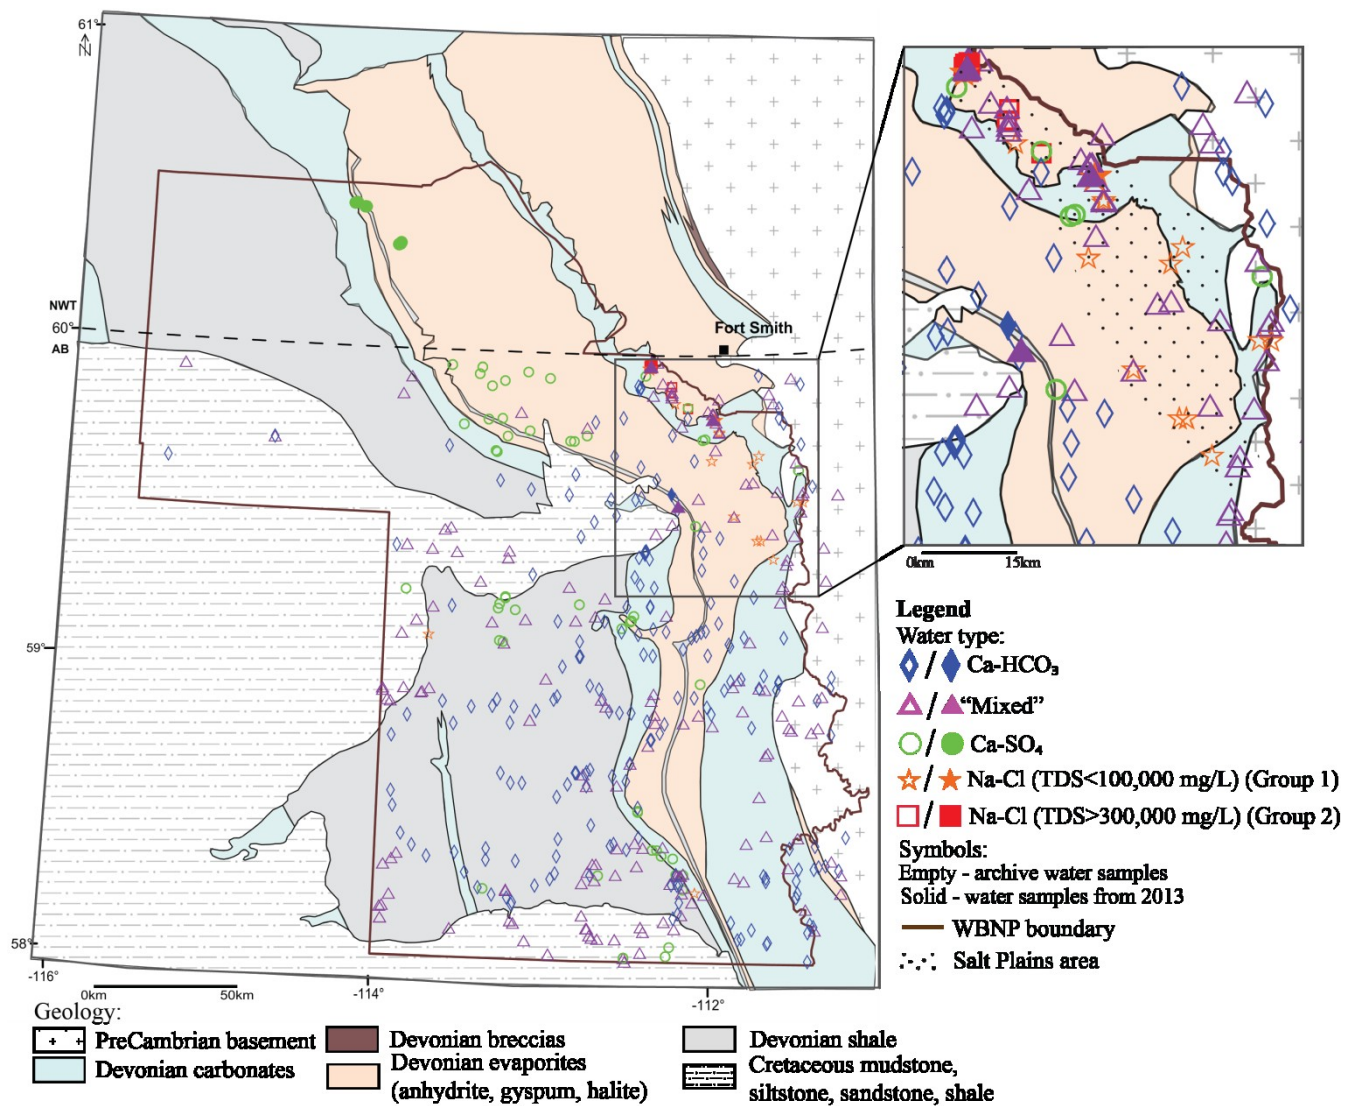 61°
N
NWT
60°
AB
Fort Smith
59°
58°
-116°
-114°
-112°
0km 50km
0km 15km
Legend
Water type:
/ Ca-HCO₃
/ “Mixed”
/ Ca-SO₄
/ Na-Cl (TDS<100,000 mg/L) (Group 1)
/ Na-Cl (TDS>300,000 mg/L) (Group 2)
Symbols:
Empty - archive water samples
Solid - water samples from 2013
WBNP boundary
Salt Plains area
Geology:
PreCambrian basement
Devonian carbonates
Devonian breccias
Devonian evaporites
(anhydrite, gyspum, halite)
Devonian shale
Cretaceous mudstone,
siltstone, sandstone, shale